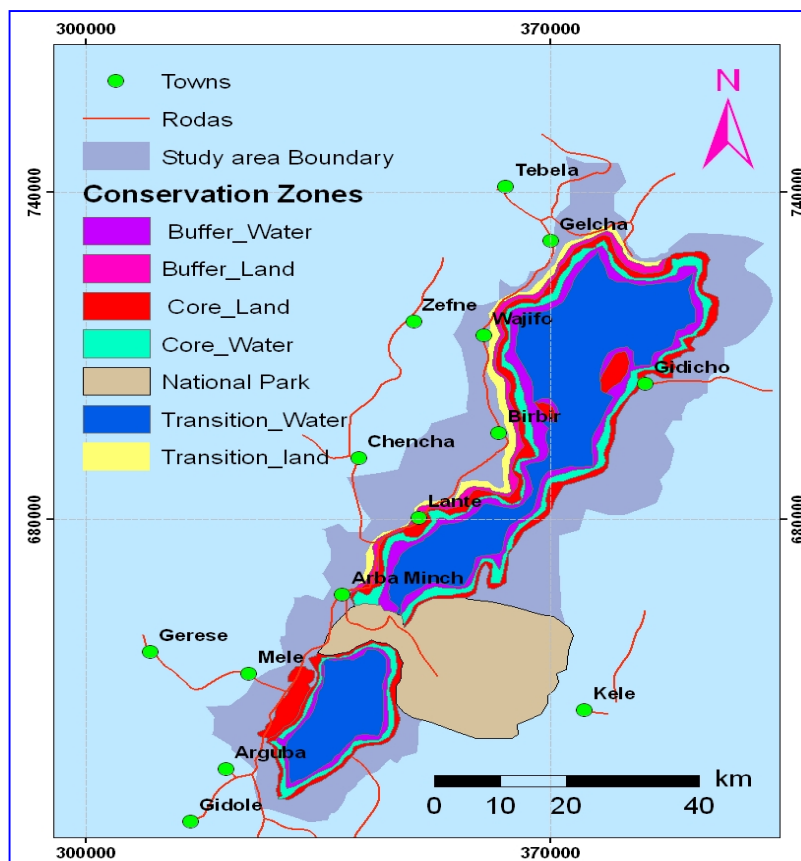 300000 370000
Towns
Rodas
Study area Boundary
Conservation Zones
Buffer_Water
Buffer_Land
Core_Land
Core_Water
National Park
Transition_Water
Transition_land
N
Tebela
740000 740000
Gelcha
Zefne
Wajifo
Gidicho
Birbir
Chencha
Lante
680000 680000
Arba Minch
Gerese
Mele
Kele
Arguba
Gidole
km
0 10 20 40
300000 370000